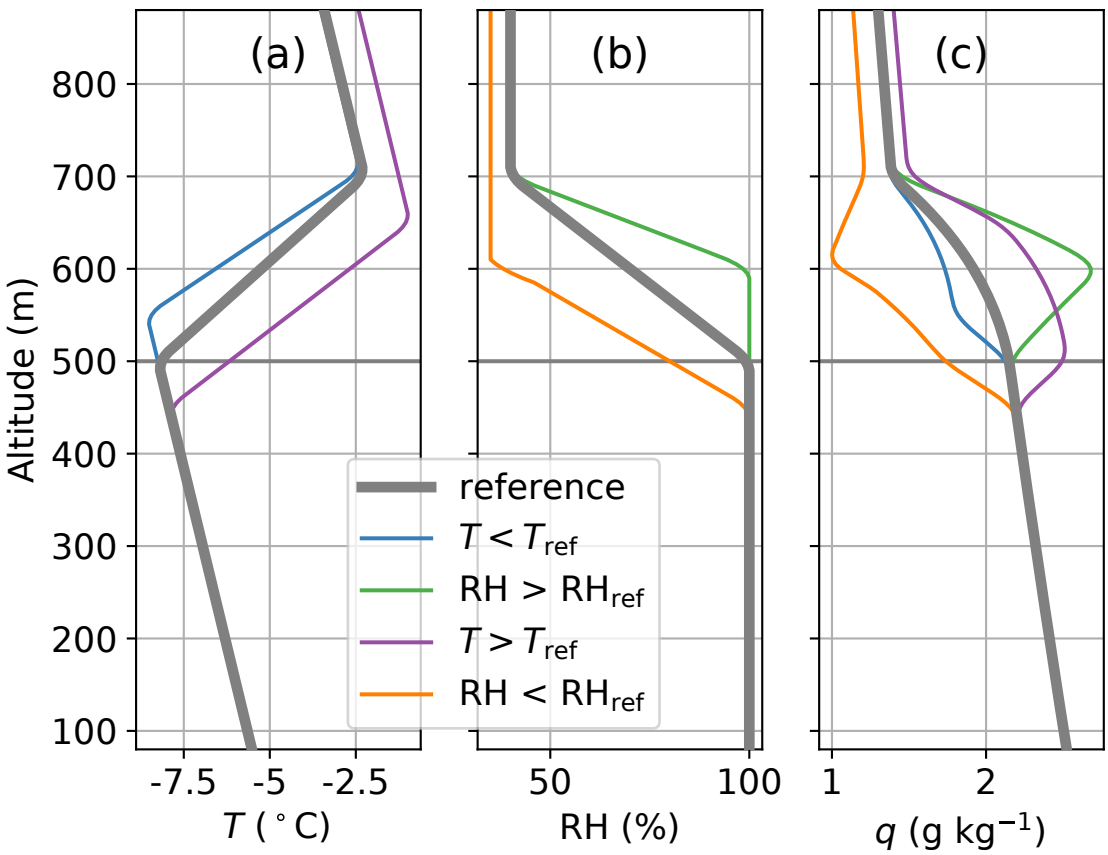 (a) (b) (c)
800
700
600
500
400
300
200
100
Altitude (m)
reference
T < T_ref
RH > RH_ref
T > T_ref
RH < RH_ref
-7.5 -5 -2.5
50 100
1 2
T (°C)
RH (%)
q (g kg⁻¹)